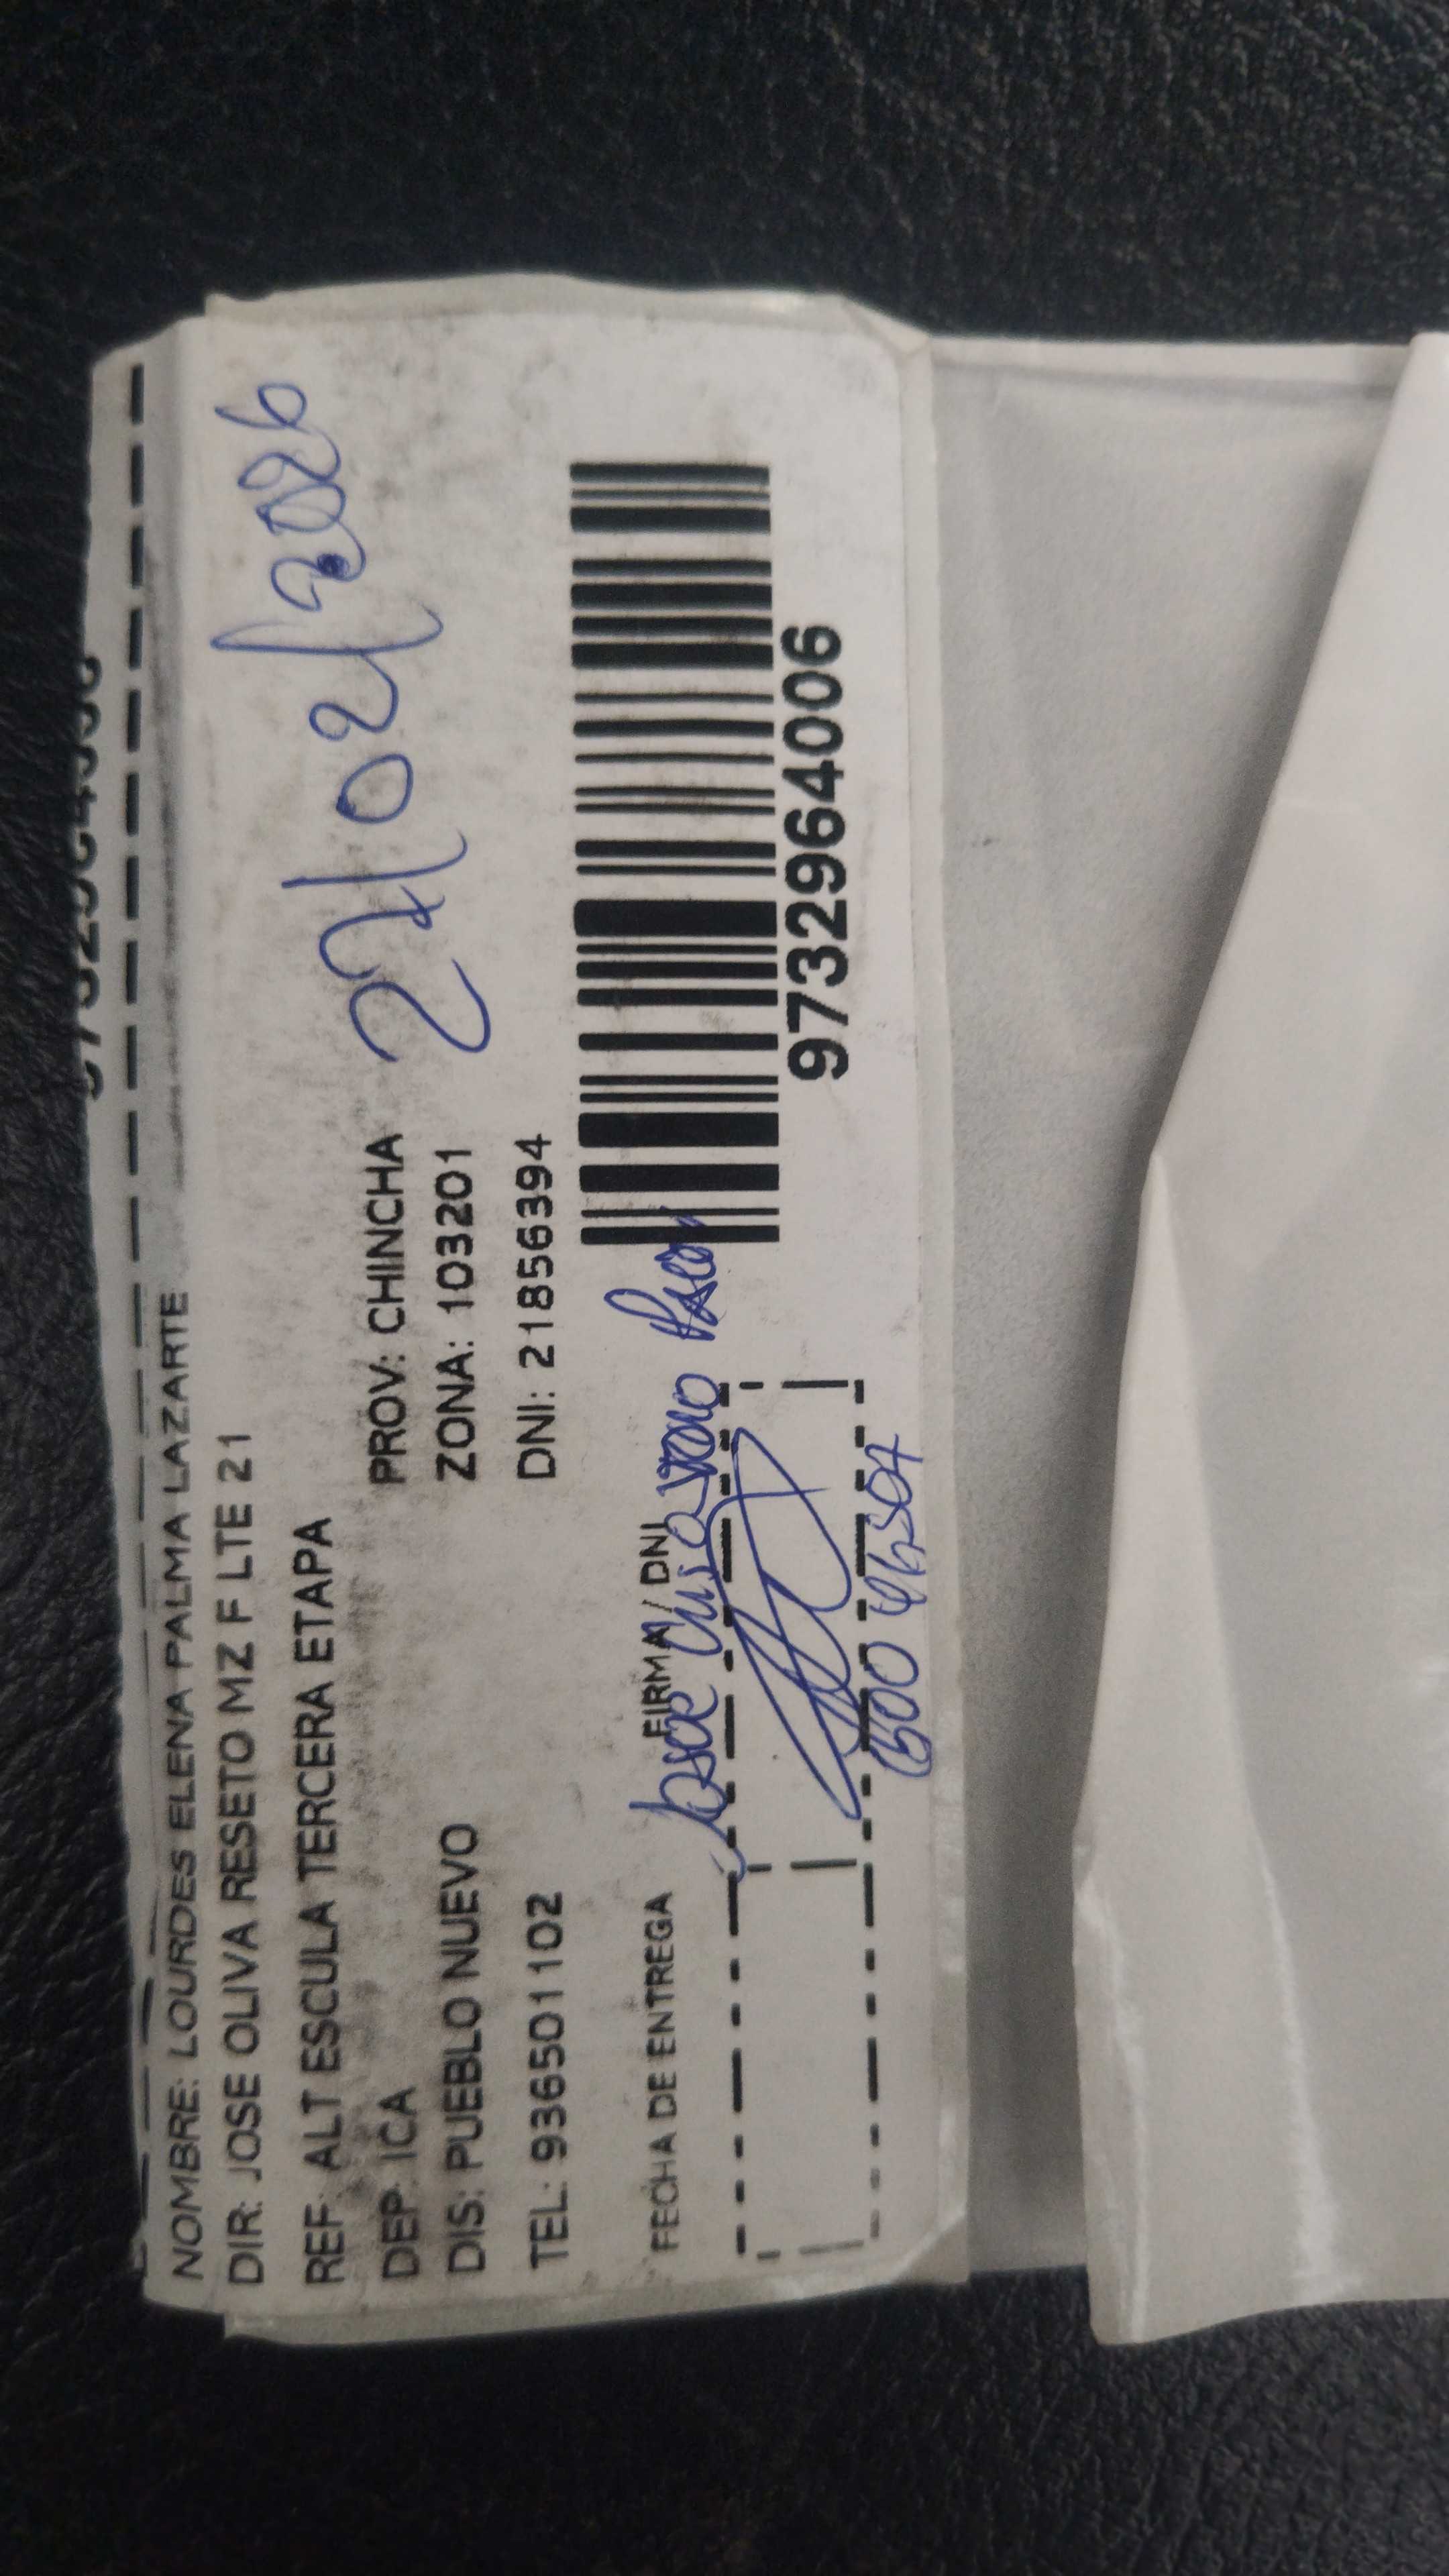 NOMBRE: LOURDES ELENA PALMA LAZARTE
DIR: JOSE OLIVA RESETO MZ F LTE 21
REF: ALT ESCULA TERCERA ETAPA
DEP: ICA PROV: CHINCHA
27/02/2026
DIS: PUEBLO NUEVO ZONA: 103201
TEL: 936501102 DNI: 21856394
FECHA DE ENTREGA FIRMA/ DNI
Jose
9732964006